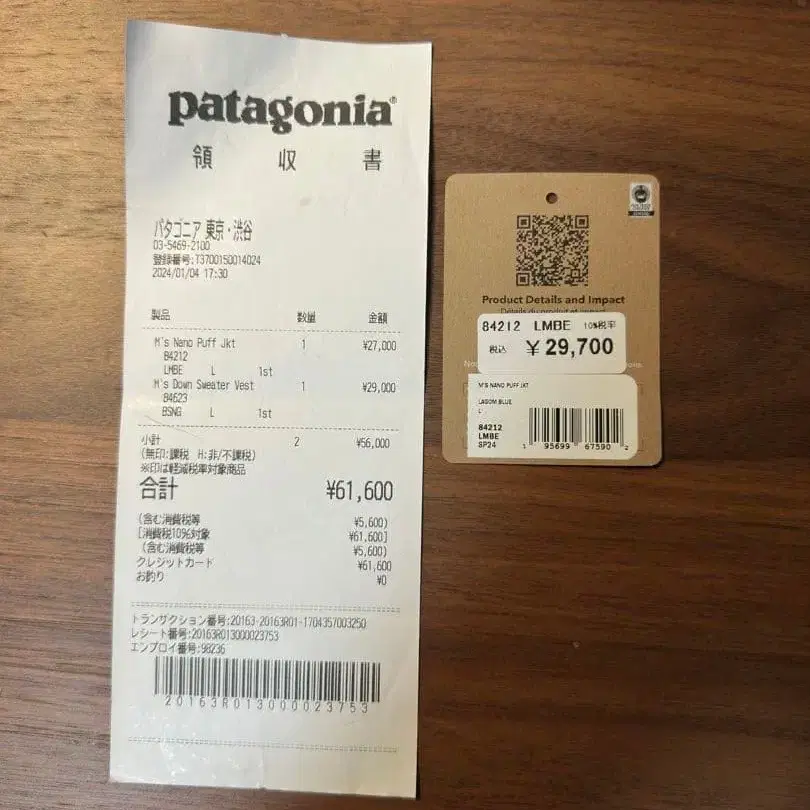 patagonia®
領 収 書
パタゴニア 東京・渋谷
03-5469-2100
登録番号:T3700150014024
2024/01/04 17:30
製品 数量 金額
M's Nano Puff Jkt 1 ¥27,000
84212
LMBE L 1st
M's Down Sweater Vest 1 ¥29,000
84623
BSNG L 1st
小計 2 ¥56,000
(無印:課税 H:非/不課税)
※印は軽減税率対象商品
合計 ¥61,600
(含む消費税等 ¥5,600)
[消費税10%対象 ¥61,600]
(含む消費税等 ¥5,600)
クレジットカード ¥61,600
お釣り ¥0
トランザクション番号:20163-20163R01-1704357003250
レシート番号:20163R013000023753
エンプロイ番号:98236
20163R013000023753
Product Details and Impact
Détails du produit et impact
84212 LMBE 10%税率
税込 ¥29,700
No
M'S NANO PUFF JKT
LAGOM BLUE
L
84212
LMBE
SP24
1 95699 67590 2